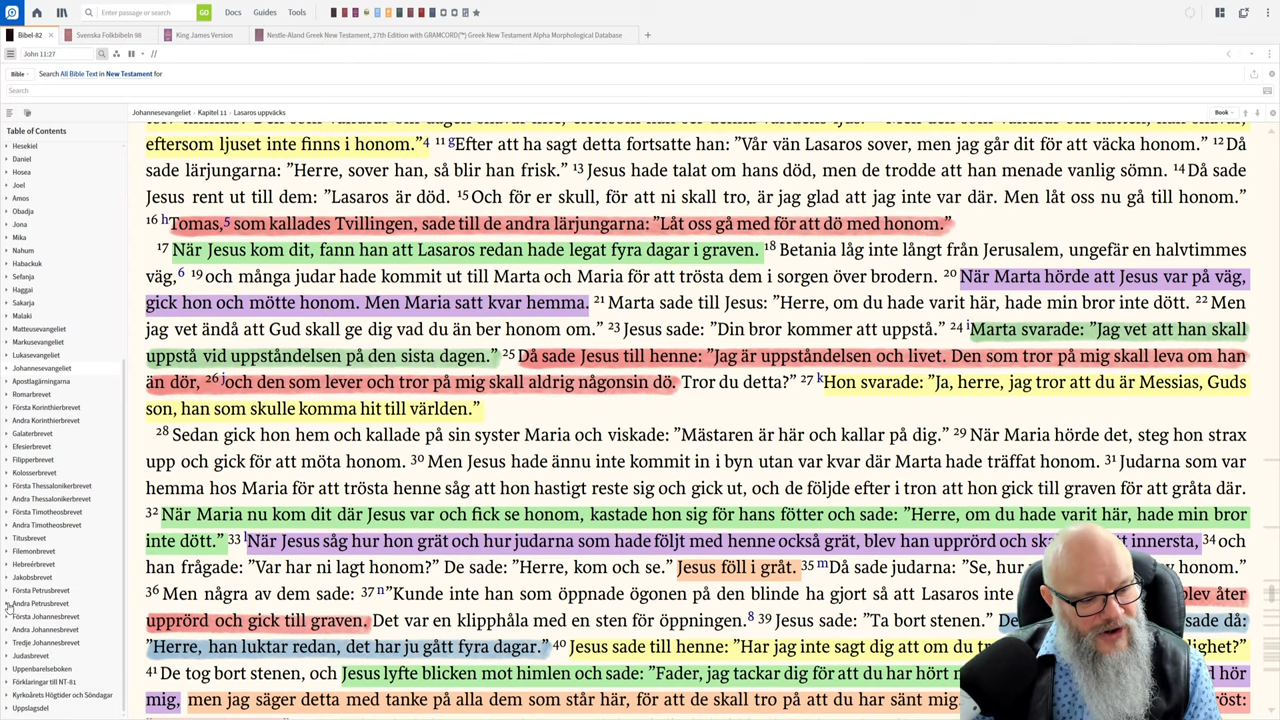 Enter passage or search
GO
Docs
Guides
Tools
Bibel-82
Svenska Folkbibeln 98
King James Version
Nestle-Aland Greek New Testament, 27th Edition with GRAMCORD(™) Greek New Testament Alpha Morphological Database
John 11:27
Bible
Search All Bible Text in New Testament for
Search
Johannesevangeliet · Kapitel 11 · Lasaros uppväcks
Book
Table of Contents
Hesekiel
Daniel
Hosea
Joel
Amos
Obadja
Jona
Mika
Nahum
Habackuk
Sefanja
Haggai
Sakarja
Malaki
Matteusevangeliet
Markusevangeliet
Lukasevangeliet
Johannesevangeliet
Apostlagärningarna
Romarbrevet
Första Korinthierbrevet
Andra Korinthierbrevet
Galaterbrevet
Efesierbrevet
Filipperbrevet
Kolosserbrevet
Första Thessalonikerbrevet
Andra Thessalonikerbrevet
Första Timotheosbrevet
Andra Timotheosbrevet
Titusbrevet
Filemonbrevet
Hebreérbrevet
Jakobsbrevet
Första Petrusbrevet
Andra Petrusbrevet
Första Johannesbrevet
Andra Johannesbrevet
Tredje Johannesbrevet
Judasbrevet
Uppenbarelseboken
Förklaringar till NT-81
Kyrkoårets Högtider och Söndagar
Uppslagsdel
eftersom ljuset inte finns i honom.”4 11 gEfter att ha sagt detta fortsatte han: ”Vår vän Lasaros sover, men jag går dit för att väcka honom.” 12 Då
sade lärjungarna: ”Herre, sover han, så blir han frisk.” 13 Jesus hade talat om hans död, men de trodde att han menade vanlig sömn. 14 Då sade
Jesus rent ut till dem: ”Lasaros är död. 15 Och för er skull, för att ni skall tro, är jag glad att jag inte var där. Men låt oss nu gå till honom.”
16 hTomas,5 som kallades Tvillingen, sade till de andra lärjungarna: ”Låt oss gå med för att dö med honom.”
17 När Jesus kom dit, fann han att Lasaros redan hade legat fyra dagar i graven. 18 Betania låg inte långt från Jerusalem, ungefär en halvtimmes
väg,6 19 och många judar hade kommit ut till Marta och Maria för att trösta dem i sorgen över brodern. 20 När Marta hörde att Jesus var på väg,
gick hon och mötte honom. Men Maria satt kvar hemma. 21 Marta sade till Jesus: ”Herre, om du hade varit här, hade min bror inte dött. 22 Men
jag vet ändå att Gud skall ge dig vad du än ber honom om.” 23 Jesus sade: ”Din bror kommer att uppstå.” 24 iMarta svarade: ”Jag vet att han skall
uppstå vid uppståndelsen på den sista dagen.” 25 Då sade Jesus till henne: ”Jag är uppståndelsen och livet. Den som tror på mig skall leva om han
än dör, 26 joch den som lever och tror på mig skall aldrig någonsin dö. Tror du detta?” 27 kHon svarade: ”Ja, herre, jag tror att du är Messias, Guds
son, han som skulle komma hit till världen.”
28 Sedan gick hon hem och kallade på sin syster Maria och viskade: ”Mästaren är här och kallar på dig.” 29 När Maria hörde det, steg hon strax
upp och gick för att möta honom. 30 Men Jesus hade ännu inte kommit in i byn utan var kvar där Marta hade träffat honom. 31 Judarna som var
hemma hos Maria för att trösta henne såg att hon hastigt reste sig och gick ut, och de följde efter i tron att hon gick till graven för att gråta där.
32 När Maria nu kom dit där Jesus var och fick se honom, kastade hon sig för hans fötter och sade: ”Herre, om du hade varit här, hade min bror
inte dött.” 33 lNär Jesus såg hur hon grät och hur judarna som hade följt med henne också grät, blev han upprörd och innersta, 34 och
han frågade: ”Var har ni lagt honom?” De sade: ”Herre, kom och se.” Jesus föll i gråt. 35 mDå sade judarna: ”Se, hur honom.”
36 Men några av dem sade: 37 n”Kunde inte han som öppnade ögonen på den blinde ha gjort så att Lasaros inte åter
upprörd och gick till graven. Det var en klipphåla med en sten för öppningen.8 39 Jesus sade: ”Ta bort stenen.” sade då:
”Herre, han luktar redan, det har ju gått fyra dagar.” 40 Jesus sade till henne: ”Har jag inte sagt dig att om du
41 De tog bort stenen, och Jesus lyfte blicken mot himlen och sade: ”Fader, jag tackar dig för att du har hört hör
mig, men jag säger detta med tanke på alla dem som står här, för att de skall tro på att du har sänt mig.